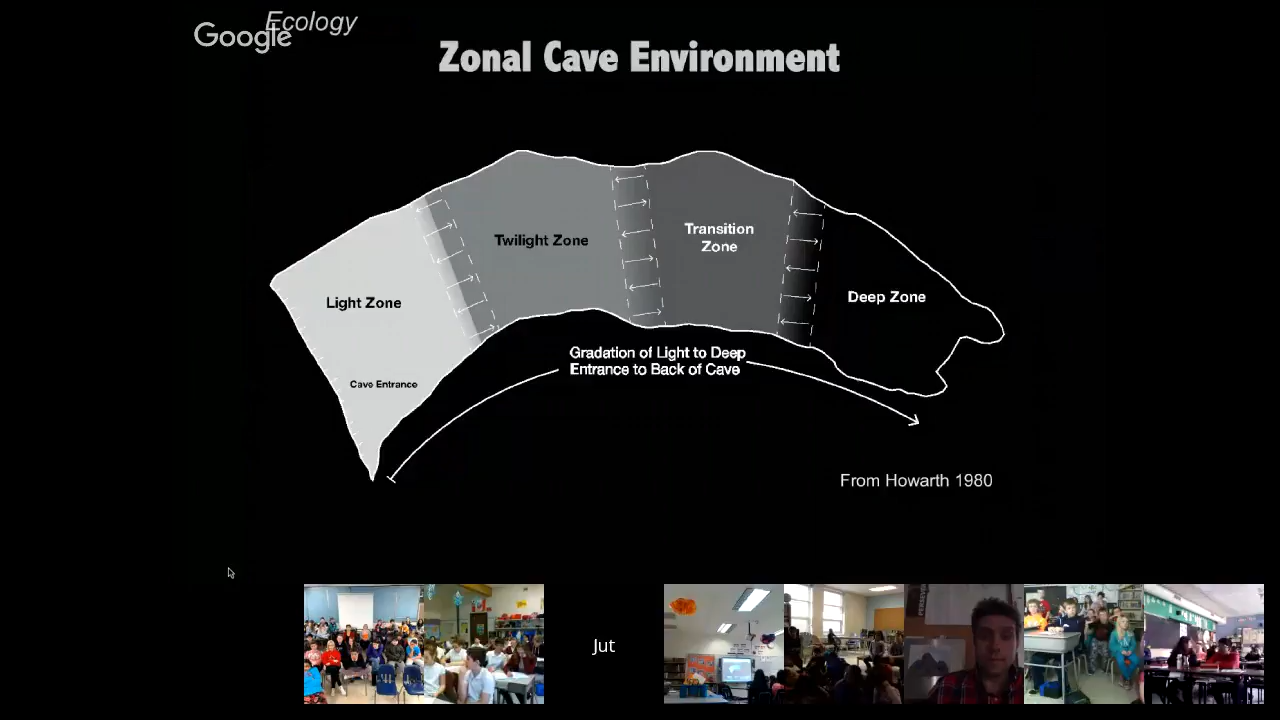 Ecology
Google
Zonal Cave Environment
Twilight Zone
Transition
Zone
Light Zone
Deep Zone
Cave Entrance
Gradation of Light to Deep
Entrance to Back of Cave
From Howarth 1980
Jut